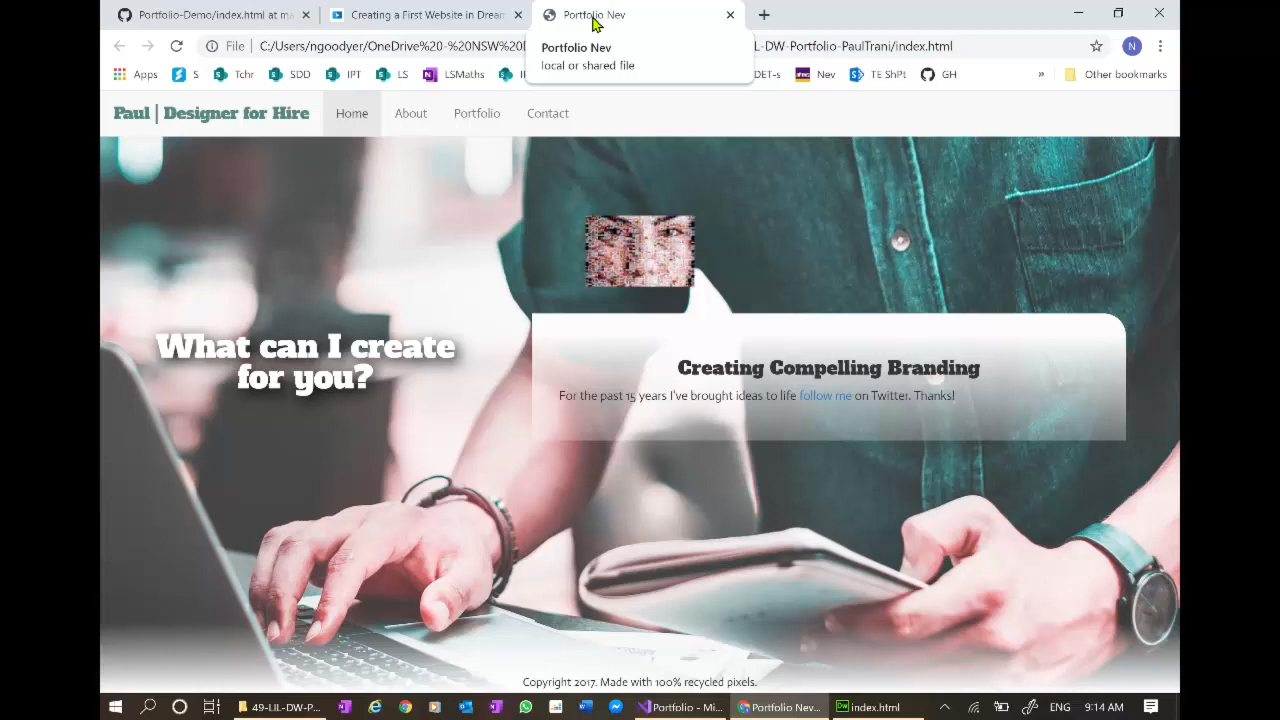 Portfolio-Demo/index.html at ma
Creating a First Website in Dream
Portfolio Nev
File
C:/Users/ngoodyer/OneDrive%20-%20NSW%20D
IL-DW-Portfolio-PaulTrani/index.html
N
Portfolio Nev
local or shared file
Apps
S
Tchr
SDD
IPT
LS
LSMaths
DET-s
Nev
TE ShPt
GH
»
Other bookmarks
Paul | Designer for Hire
Home
About
Portfolio
Contact
What can I create
for you?
Creating Compelling Branding
For the past 15 years I've brought ideas to life follow me on Twitter. Thanks!
Copyright 2017. Made with 100% recycled pixels.
49-LIL-DW-P...
Portfolio - Mi...
Portfolio Nev...
Dw
index.html
ENG
9:14 AM